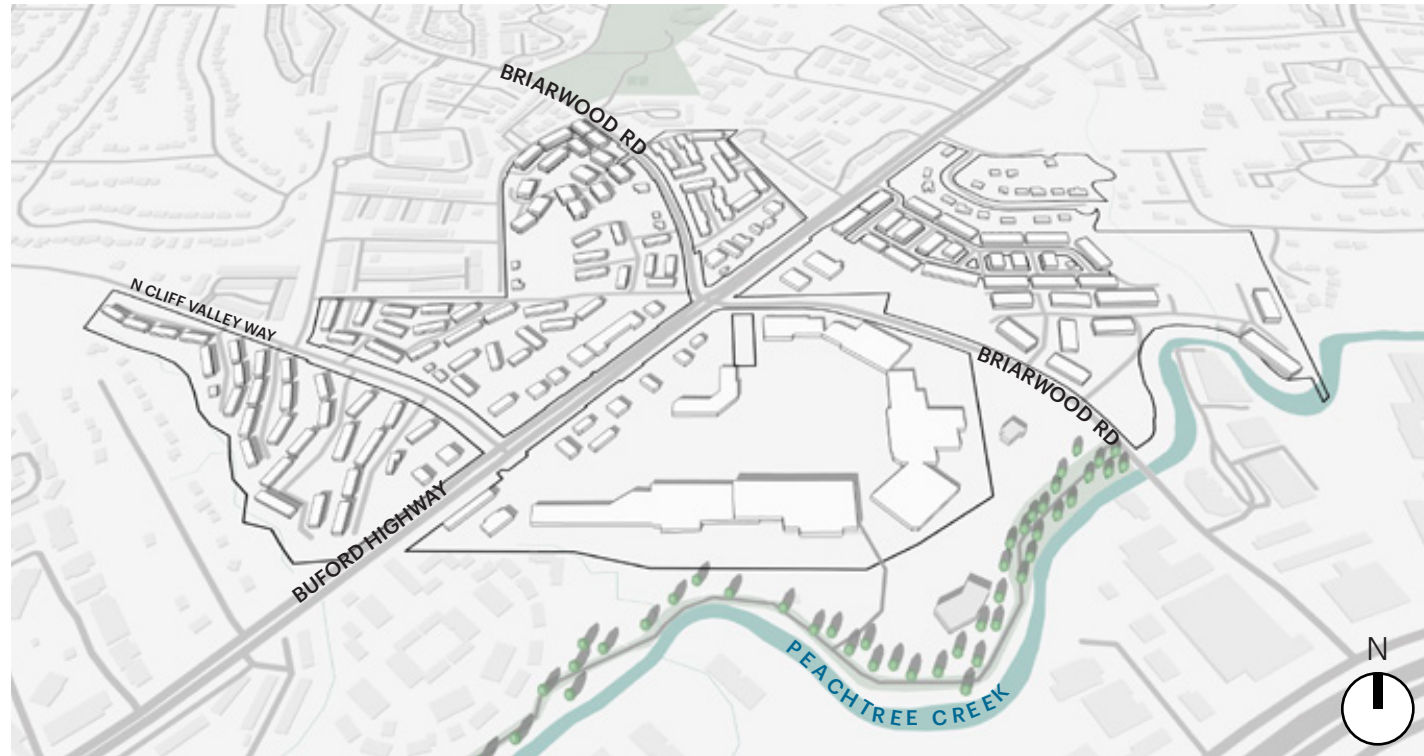 BRIARWOOD RD
N CLIFF VALLEY WAY
BRIARWOOD RD
BUFORD HIGHWAY
PEACHTREE CREEK
N